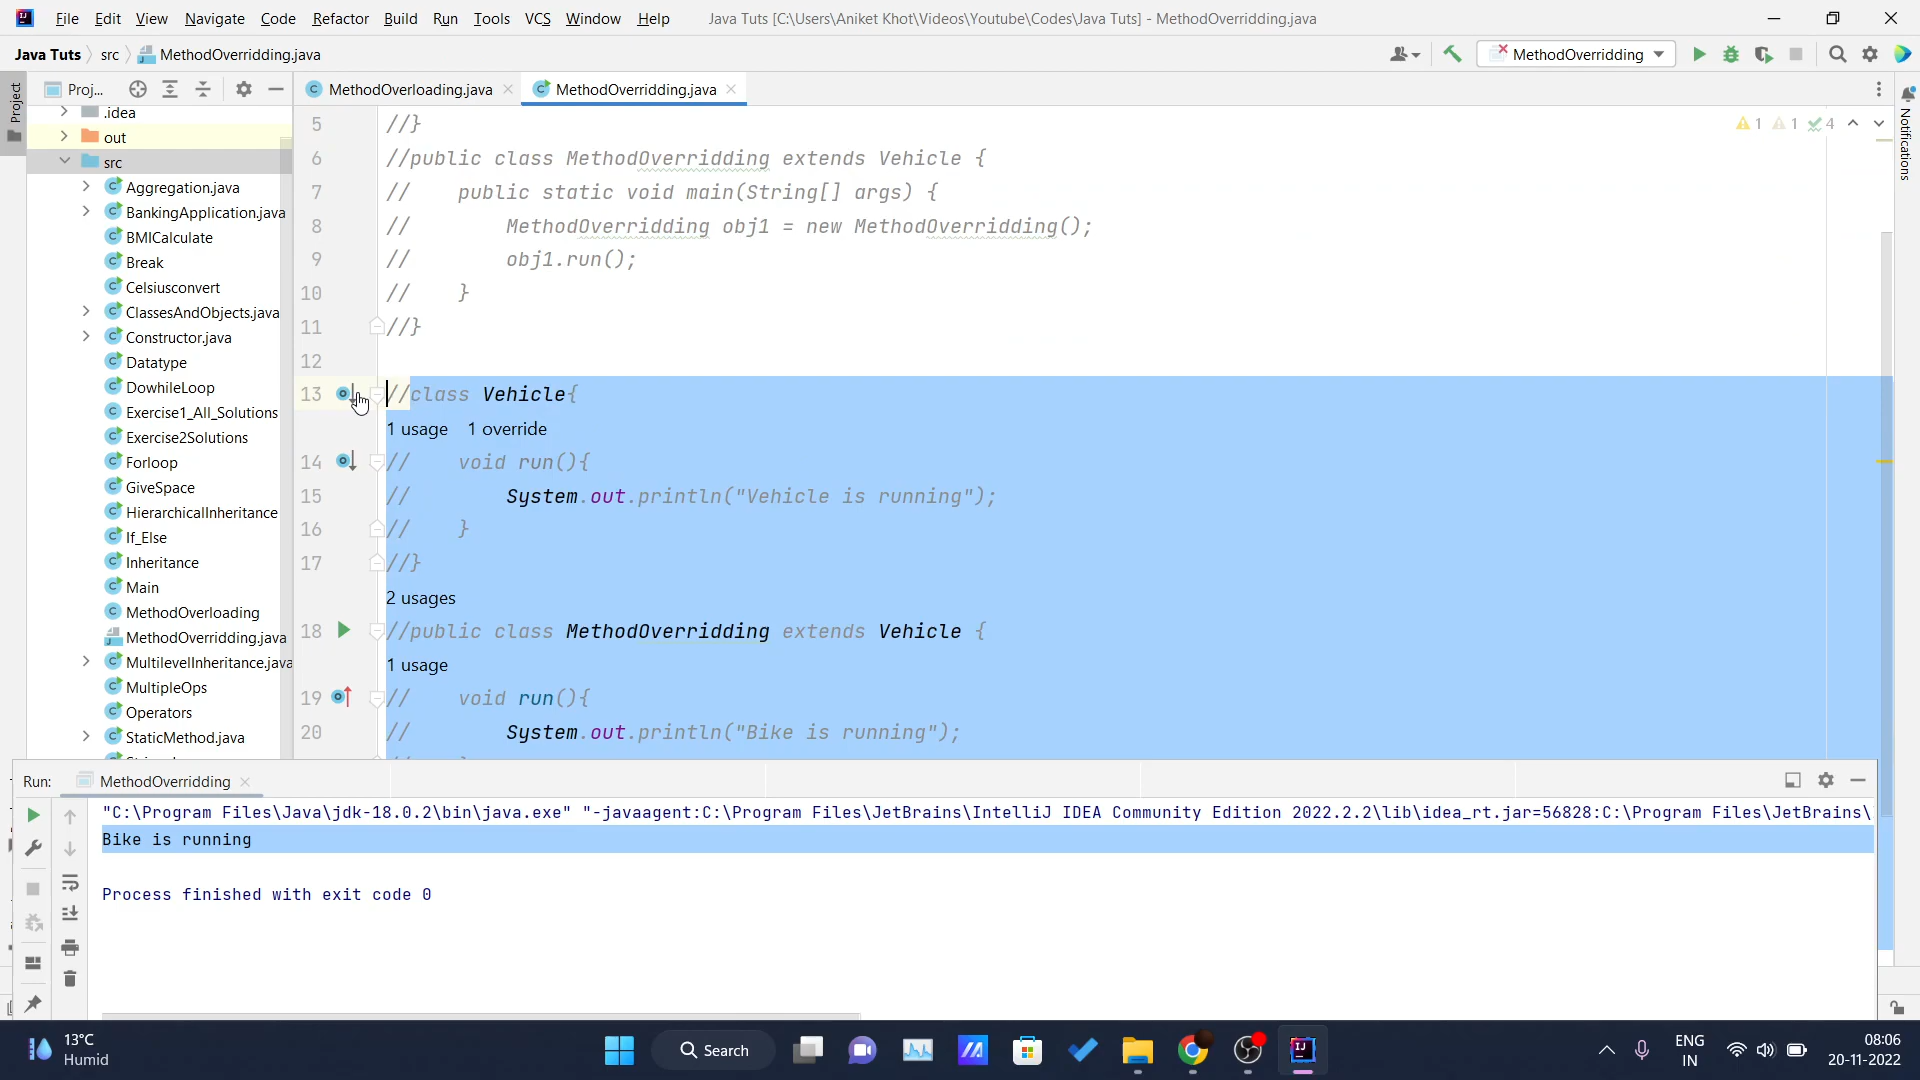 File Edit View Navigate Code Refactor Build Run Tools VCS Window Help Java Tuts [C:\Users\Aniket Khot\Videos\Youtube\Codes\Java Tuts] - MethodOverridding.java
Java Tuts src MethodOverridding.java MethodOverridding
Project
Proj...
MethodOverloading.java
MethodOverridding.java
Notifications
.idea
out
src
Aggregation.java
BankingApplication.java
BMICalculate
Break
Celsiusconvert
ClassesAndObjects.java
Constructor.java
Datatype
DowhileLoop
Exercise1_All_Solutions
Exercise2Solutions
Forloop
GiveSpace
HierarchicalInheritance
If_Else
Inheritance
Main
MethodOverloading
MethodOverridding.java
MultilevelInheritance.java
MultipleOps
Operators
StaticMethod.java
1 1 4
5 //}
6 //public class MethodOverridding extends Vehicle {
7 // public static void main(String[] args) {
8 // MethodOverridding obj1 = new MethodOverridding();
9 // obj1.run();
10 // }
11 //}
12
13 //class Vehicle{
1 usage 1 override
14 // void run(){
15 // System.out.println("Vehicle is running");
16 // }
17 //}
2 usages
18 //public class MethodOverridding extends Vehicle {
1 usage
19 // void run(){
20 // System.out.println("Bike is running");
Run: MethodOverridding
"C:\Program Files\Java\jdk-18.0.2\bin\java.exe" "-javaagent:C:\Program Files\JetBrains\IntelliJ IDEA Community Edition 2022.2.2\lib\idea_rt.jar=56828:C:\Program Files\JetBrains\
Bike is running
Process finished with exit code 0
13°C
Humid
Search
ENG
IN
08:06
20-11-2022